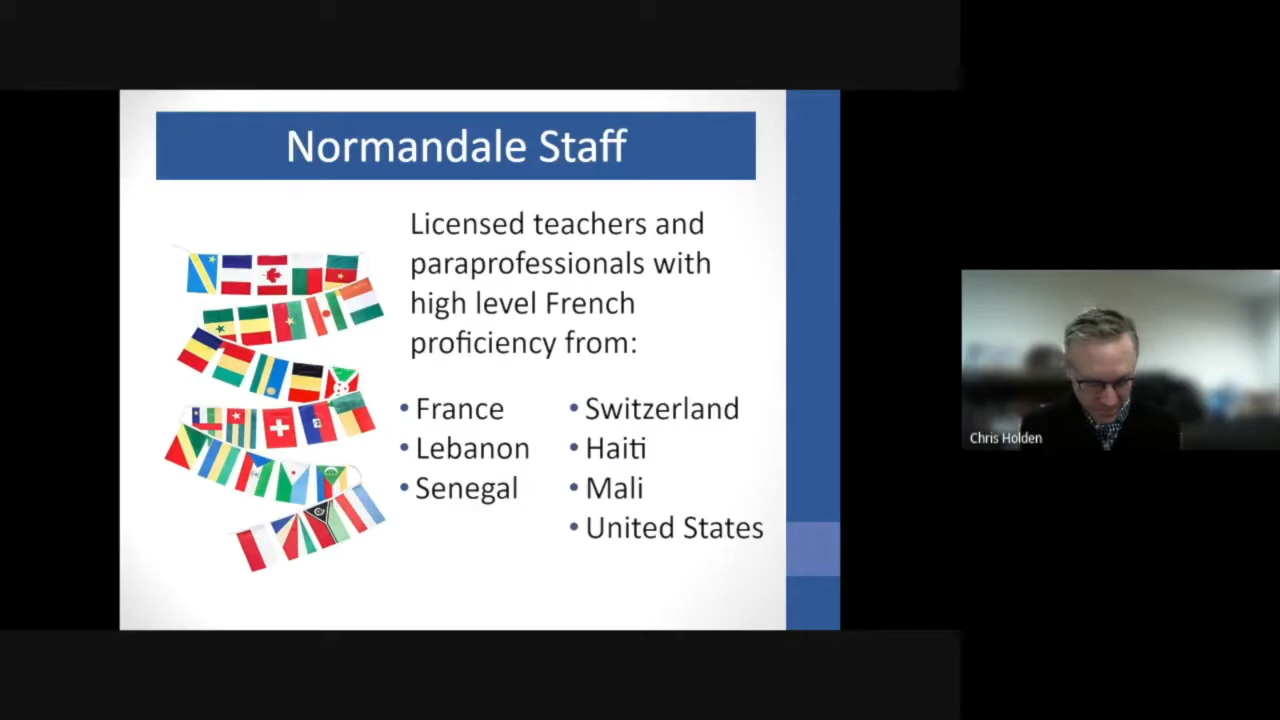 Normandale Staff
Licensed teachers and
paraprofessionals with
high level French
proficiency from:
• France
• Lebanon
• Senegal
• Switzerland
• Haiti
• Mali
• United States
Chris Holden